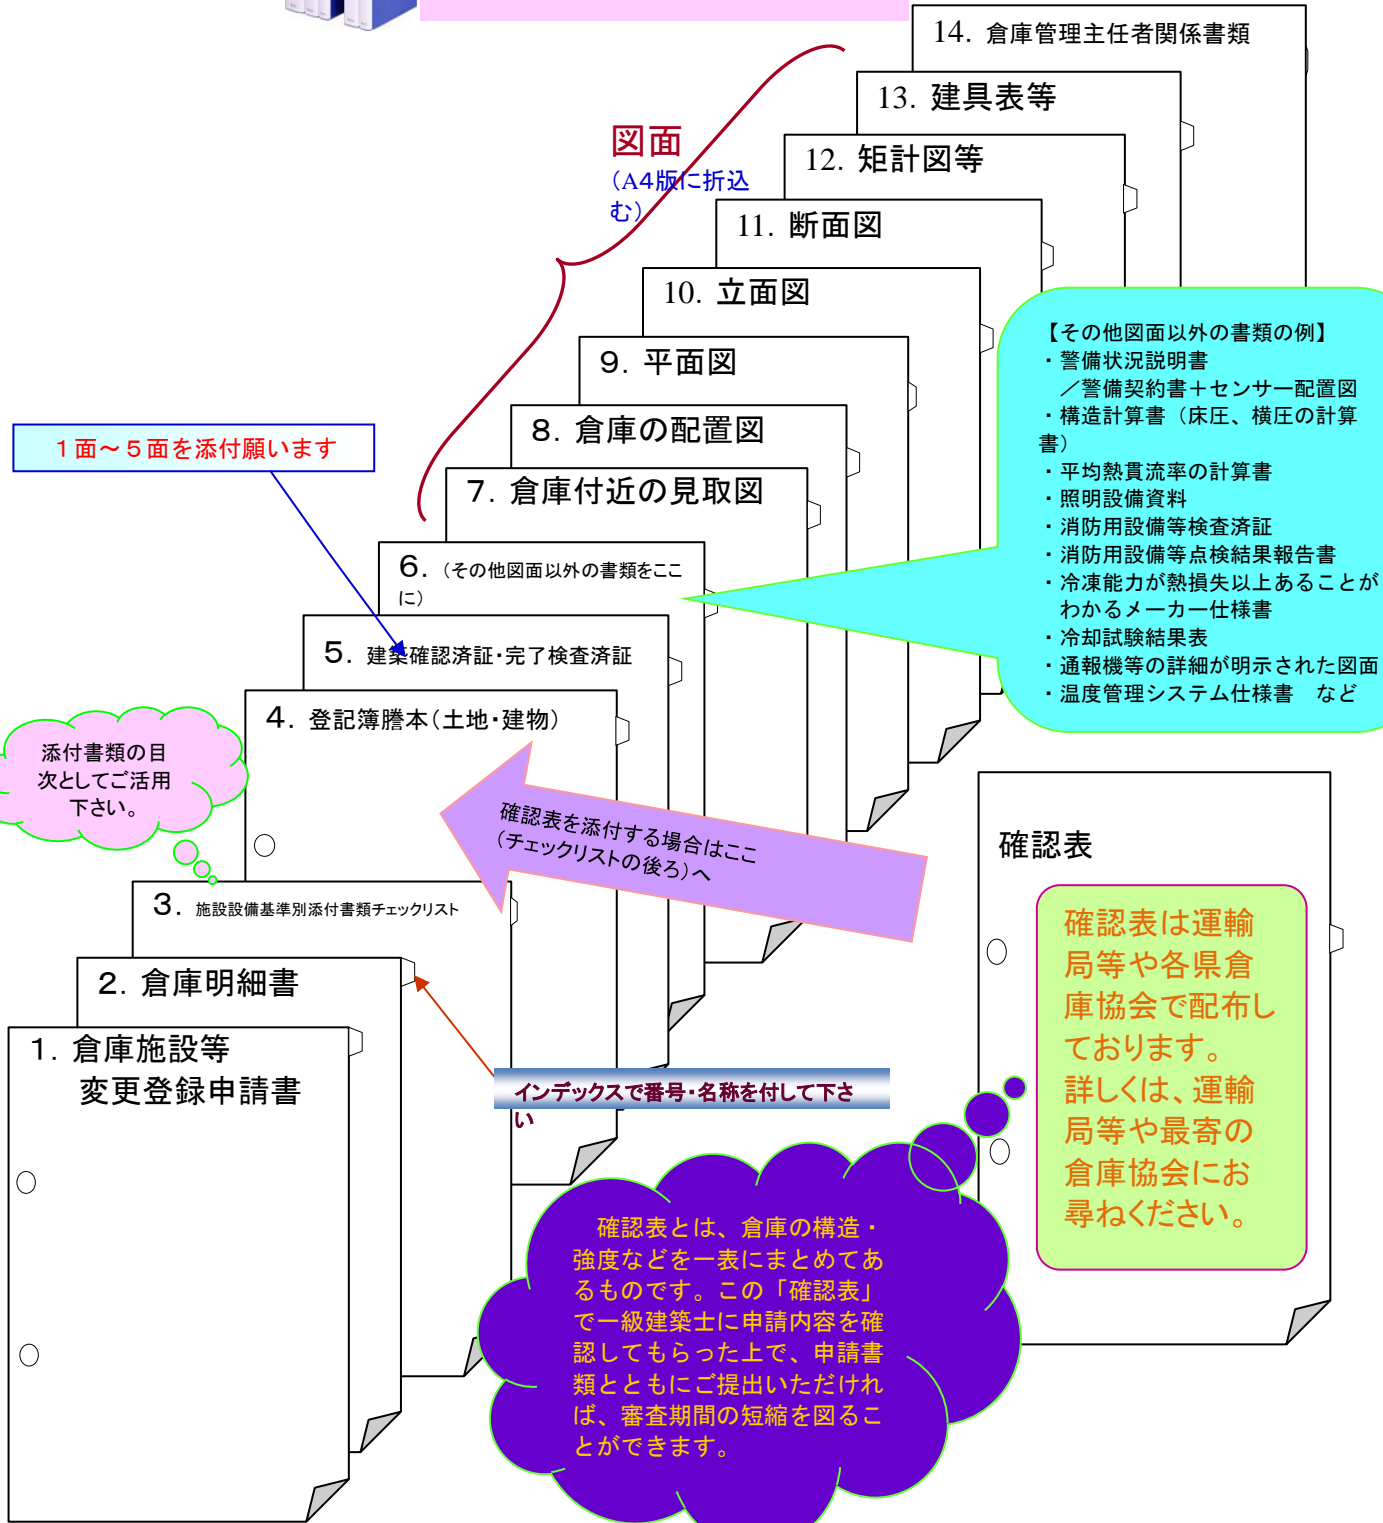 14. 倉庫管理主任者関係書類
13. 建具表等
12. 矩計図等
11. 断面図
10. 立面図
9. 平面図
8. 倉庫の配置図
7. 倉庫付近の見取図
6. (その他図面以外の書類をここ
に)
5. 建築確認済証・完了検査済証
4. 登記簿謄本(土地・建物)
3. 施設設備基準別添付書類チェックリスト
2. 倉庫明細書
1. 倉庫施設等
変更登録申請書
図面
(A4版に折込
む)
1面~5面を添付願います
【その他図面以外の書類の例】
・警備状況説明書
／警備契約書+センサー配置図
・構造計算書(床圧、横圧の計算
書)
・平均熱貫流率の計算書
・照明設備資料
・消防用設備等検査済証
・消防用設備等点検結果報告書
・冷凍能力が熱損失以上あることが
わかるメーカー仕様書
・冷却試験結果表
・通報機等の詳細が明示された図面
・温度管理システム仕様書　など
添付書類の目
次としてご活用
下さい。
確認表を添付する場合はここ
(チェックリストの後ろ)へ
インデックスで番号・名称を付して下さ
い
確認表
確認表は運輸
局等や各県倉
庫協会で配布し
ております。
詳しくは、運輸
局等や最寄の
倉庫協会にお
尋ねください。
確認表とは、倉庫の構造・
強度などを一表にまとめてあ
るものです。この「確認表」
で一級建築士に申請内容を確
認してもらった上で、申請書
類とともにご提出いただけれ
ば、審査期間の短縮を図るこ
とができます。